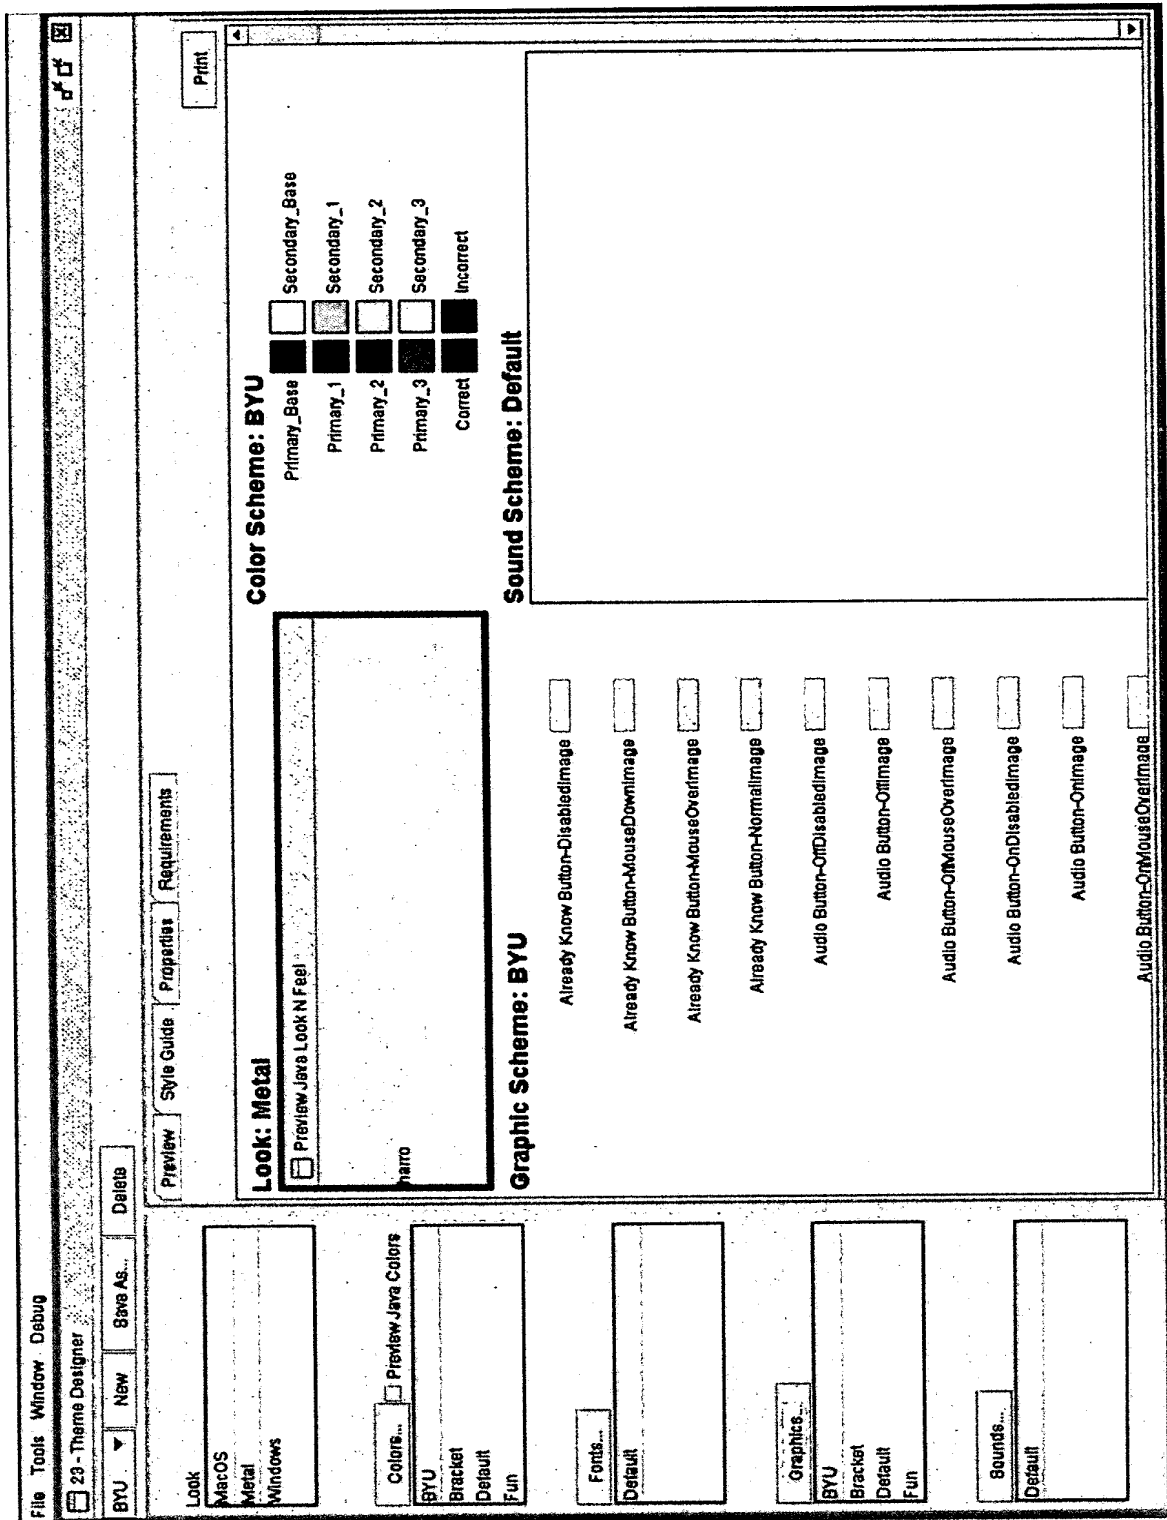 File Tools Window Debug
23 - Theme Designer
BYU New Save As... Delete
Look
MacOS
Metal
Windows
Colors... Preview Java Colors
BYU
Bracket
Default
Fun
Fonts...
Default
Graphics...
BYU
Bracket
Default
Fun
Sounds...
Default
Preview Style Guide Properties Requirements
Print
Look: Metal
Preview Java Look N Feel
harro
Color Scheme: BYU
Primary_Base Secondary_Base
Primary_1 Secondary_1
Primary_2 Secondary_2
Primary_3 Secondary_3
Correct Incorrect
Graphic Scheme: BYU
Already Know Button-DisabledImage
Already Know Button-MouseDownImage
Already Know Button-MouseOverImage
Already Know Button-NormalImage
Audio Button-OffDisabledImage
Audio Button-OffImage
Audio Button-OffMouseOverImage
Audio Button-OnDisabledImage
Audio Button-OnImage
Audio Button-OnMouseOverImage
Sound Scheme: Default